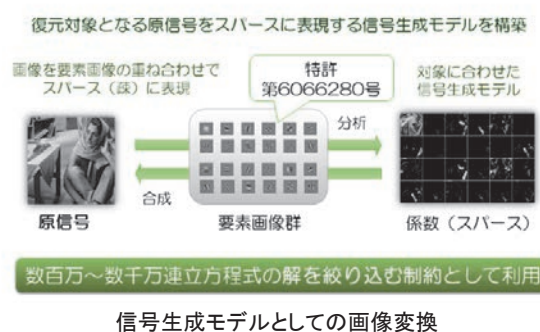 復元対象となる原信号をスパースに表現する信号生成モデルを構築
画像を要素画像の重ね合わせで
スパース（疎）に表現
特許
第6066280号
対象に合わせた
信号生成モデル
分析
合成
原信号
要素画像群
係数（スパース）
数百万～数千万連立方程式の解を絞り込む制約として利用
信号生成モデルとしての画像変換